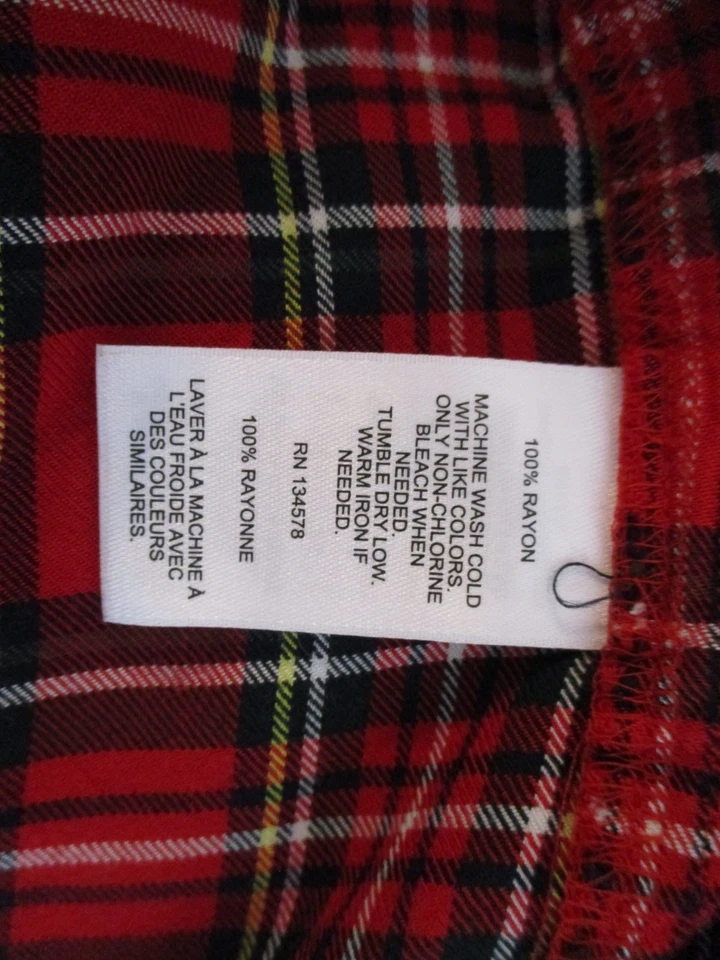 100% RAYON
MACHINE WASH COLD
WITH LIKE COLORS.
ONLY NON-CHLORINE
BLEACH WHEN
NEEDED.
TUMBLE DRY LOW.
WARM IRON IF
NEEDED.
RN 134578
100% RAYONNE
LAVER À LA MACHINE À
L'EAU FROIDE AVEC
DES COULEURS
SIMILAIRES.